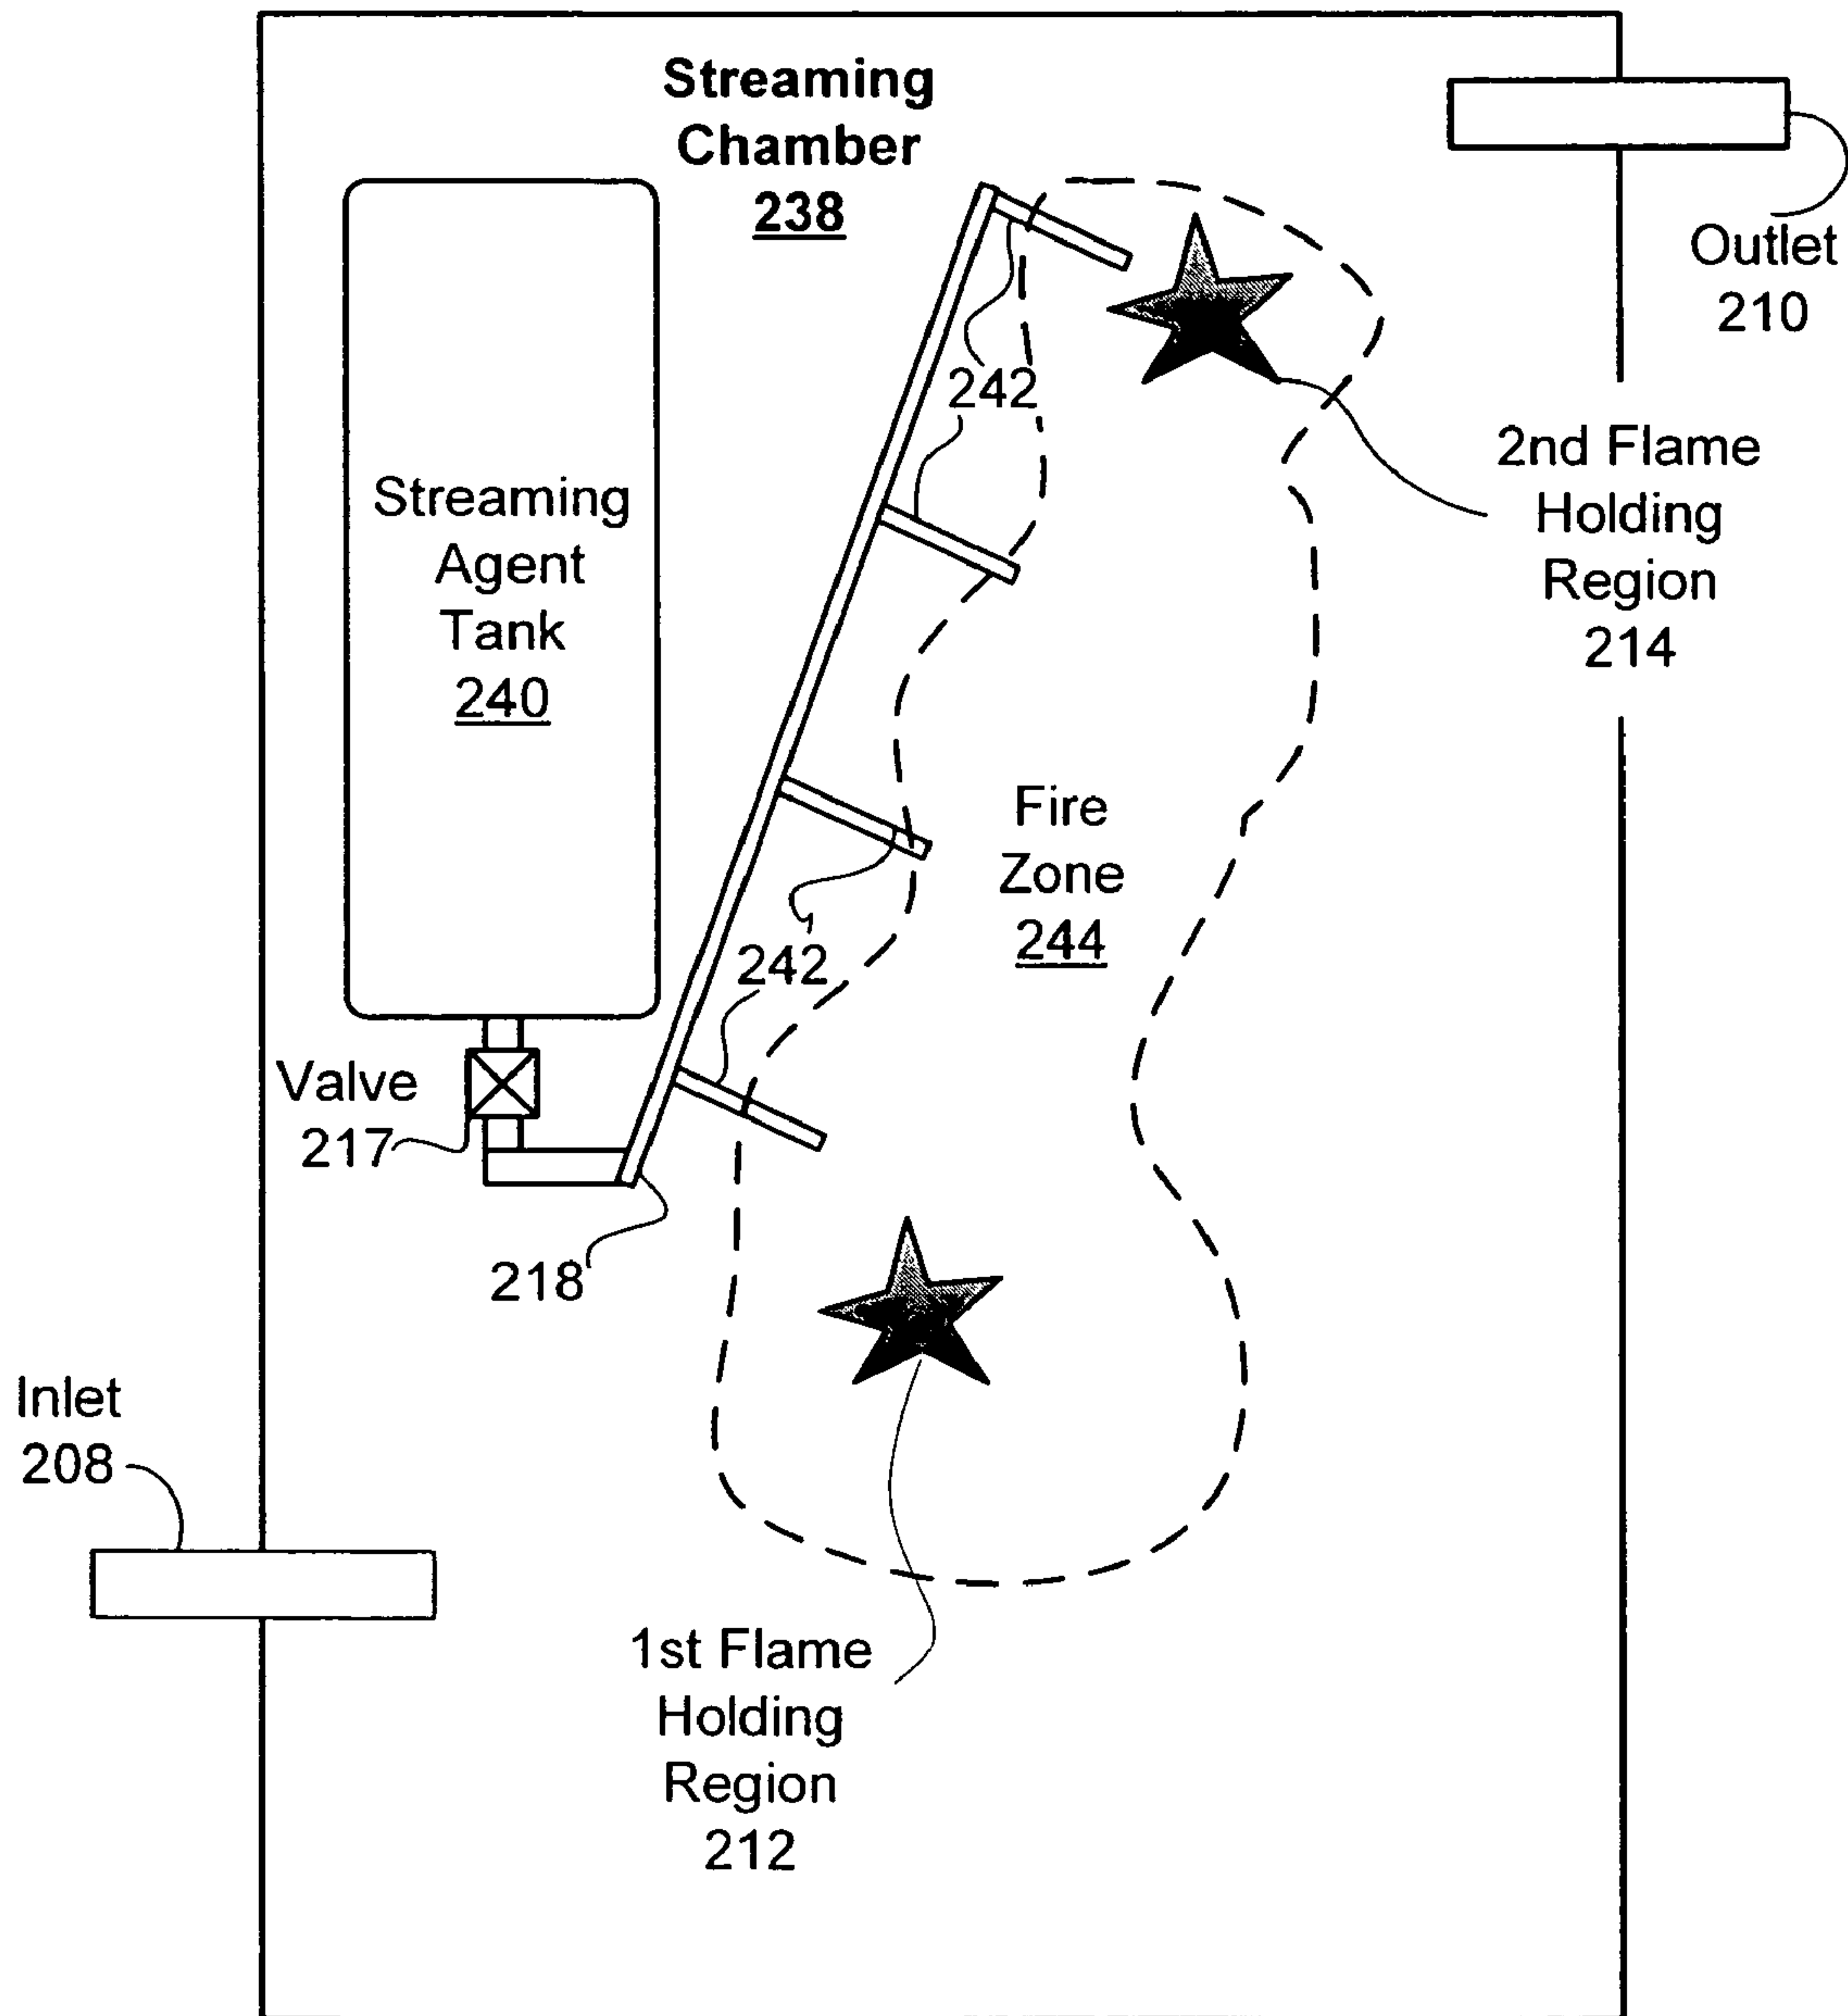 Streaming
Chamber
238
Outlet
210
242
2nd Flame
Holding
Region
214
Streaming
Agent
Tank
240
Fire
Zone
244
242
Valve
217
218
Inlet
208
1st Flame
Holding
Region
212